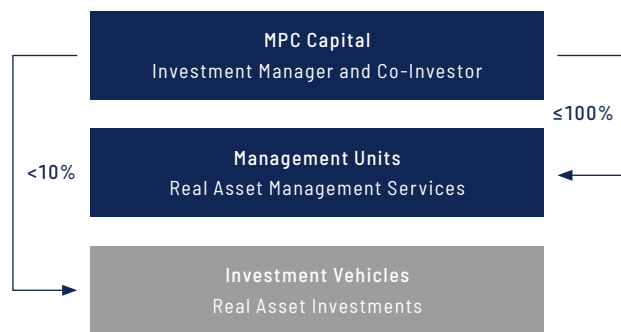 MPC Capital
Investment Manager and Co-Investor
≤100%
Management Units
<10%
Real Asset Management Services
Investment Vehicles
Real Asset Investments